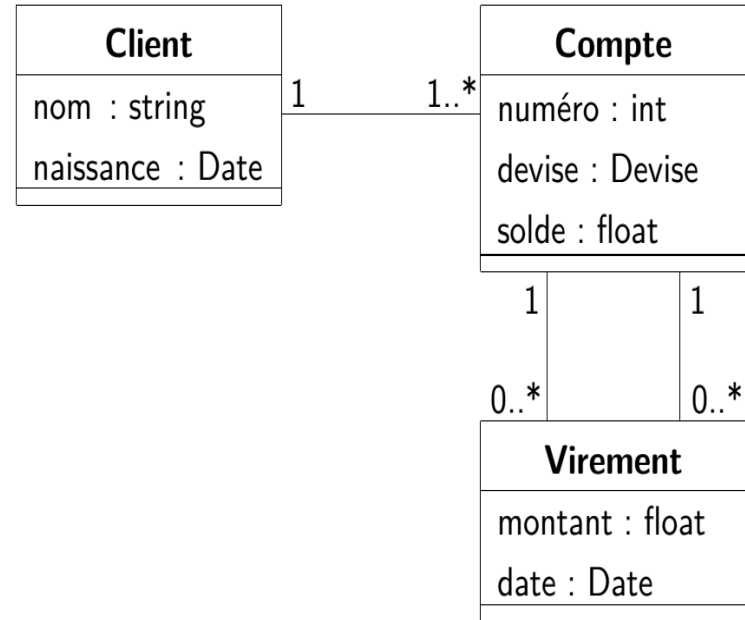 Client
nom : string
naissance : Date
1
1..*
Compte
numéro : int
devise : Devise
solde : float
1
1
0..*
0..*
Virement
montant : float
date : Date